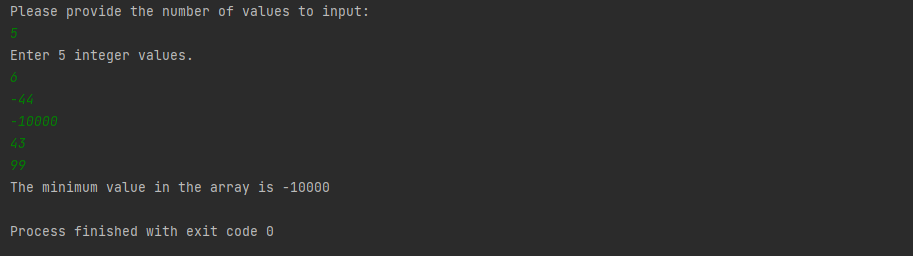 Please provide the number of values to input:
5
Enter 5 integer values.
6
-44
-10000
43
99
The minimum value in the array is -10000
Process finished with exit code 0